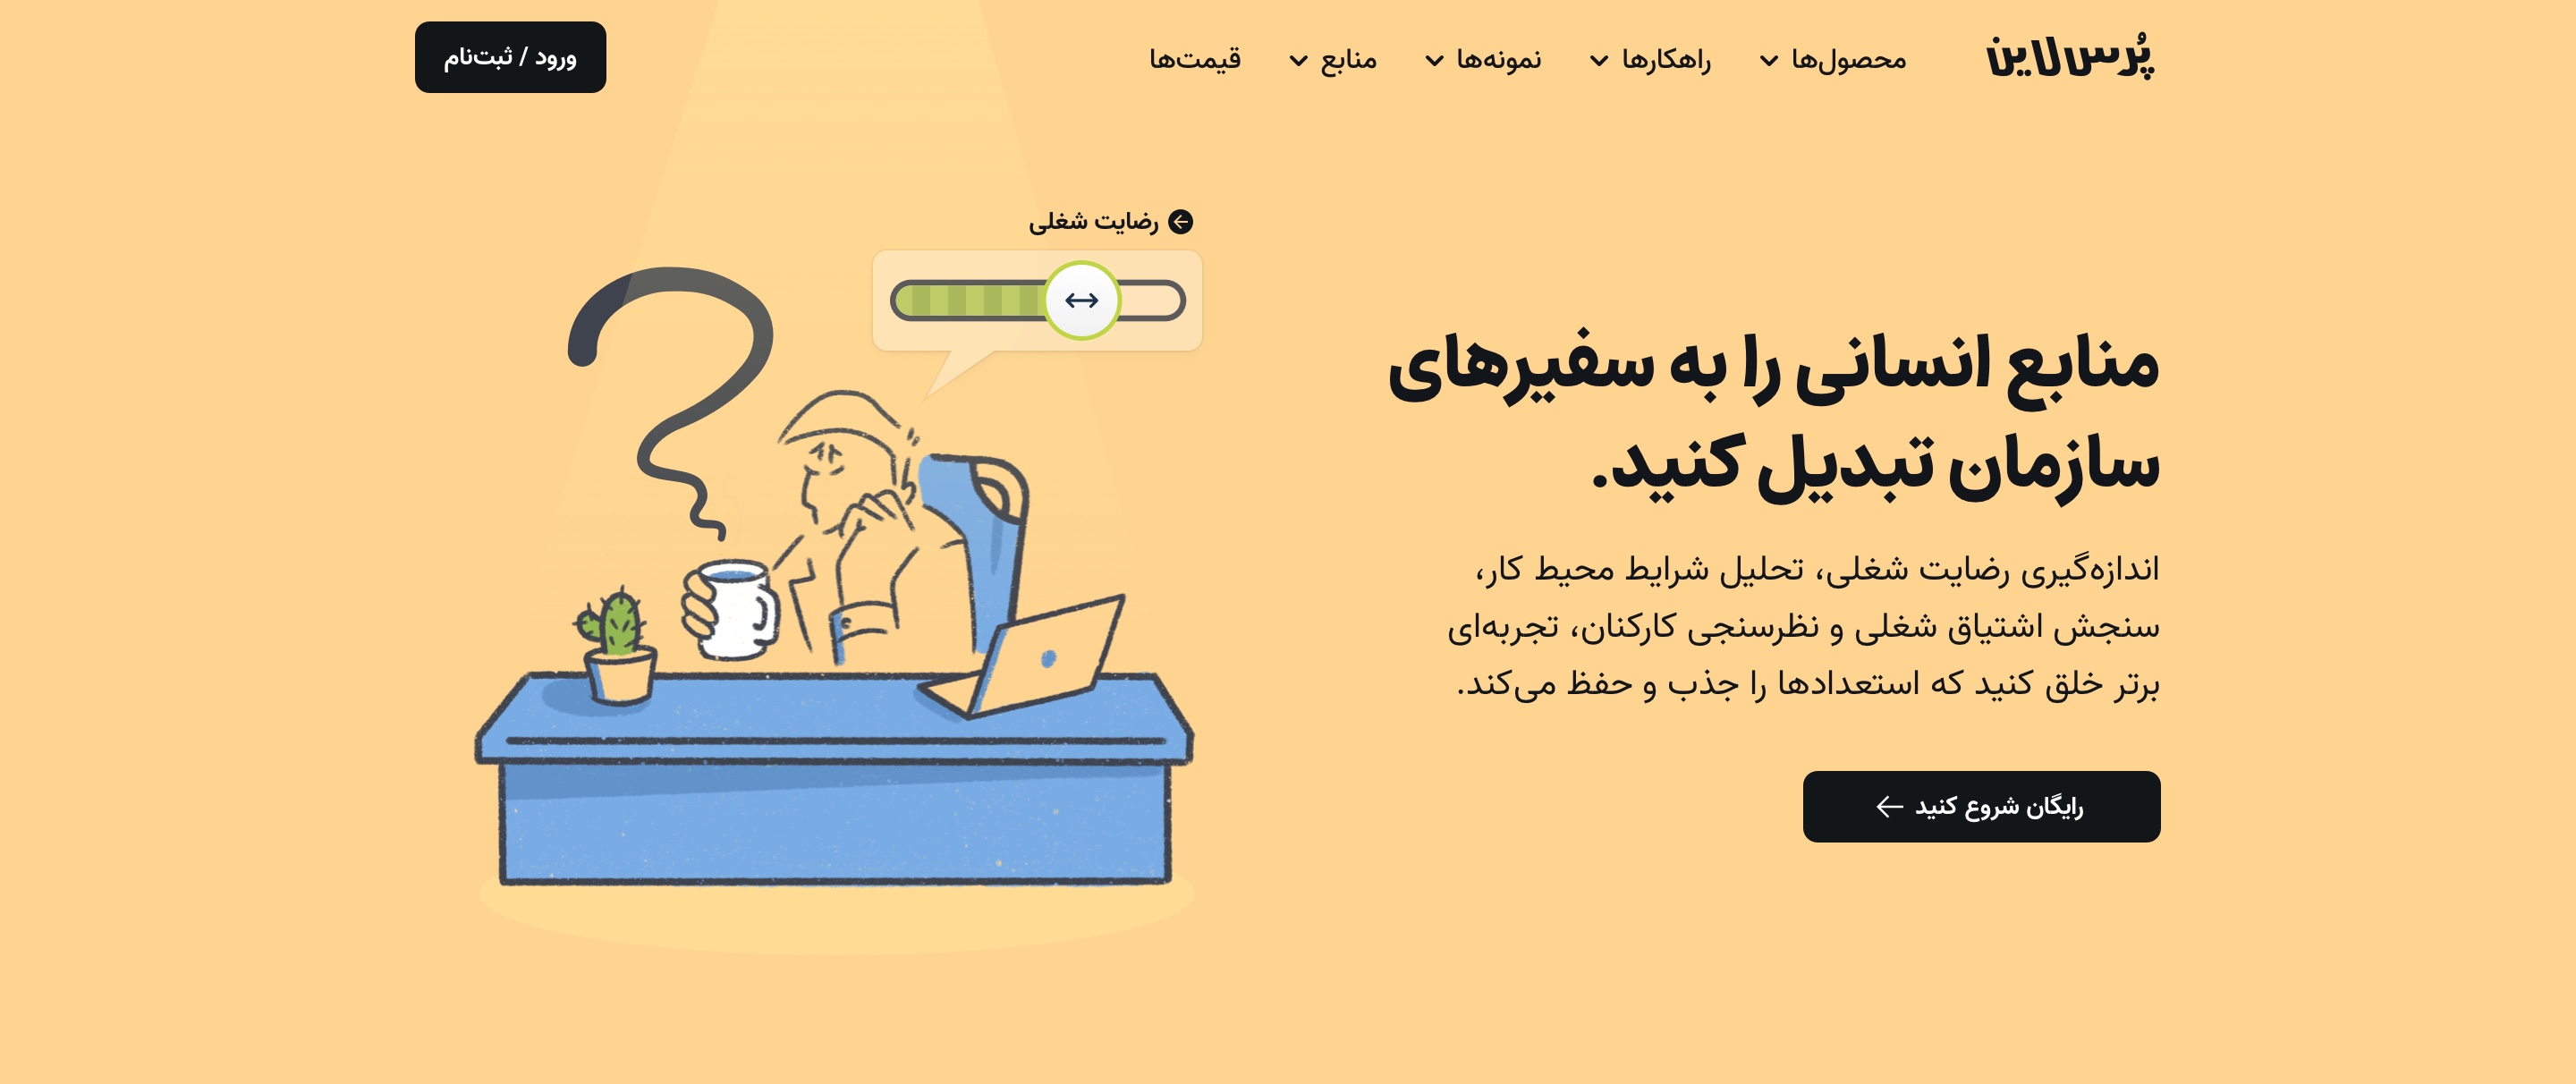 پُرس‌لاین
محصول‌ها
راهکارها
نمونه‌ها
منابع
قیمت‌ها
ورود / ثبت‌نام
منابع انسانی را به سفیرهای
سازمان تبدیل کنید.
اندازه‌گیری رضایت شغلی، تحلیل شرایط محیط کار،
سنجش اشتیاق شغلی و نظرسنجی کارکنان، تجربه‌ای
برتر خلق کنید که استعدادها را جذب و حفظ می‌کند.
رایگان شروع کنید
رضایت شغلی